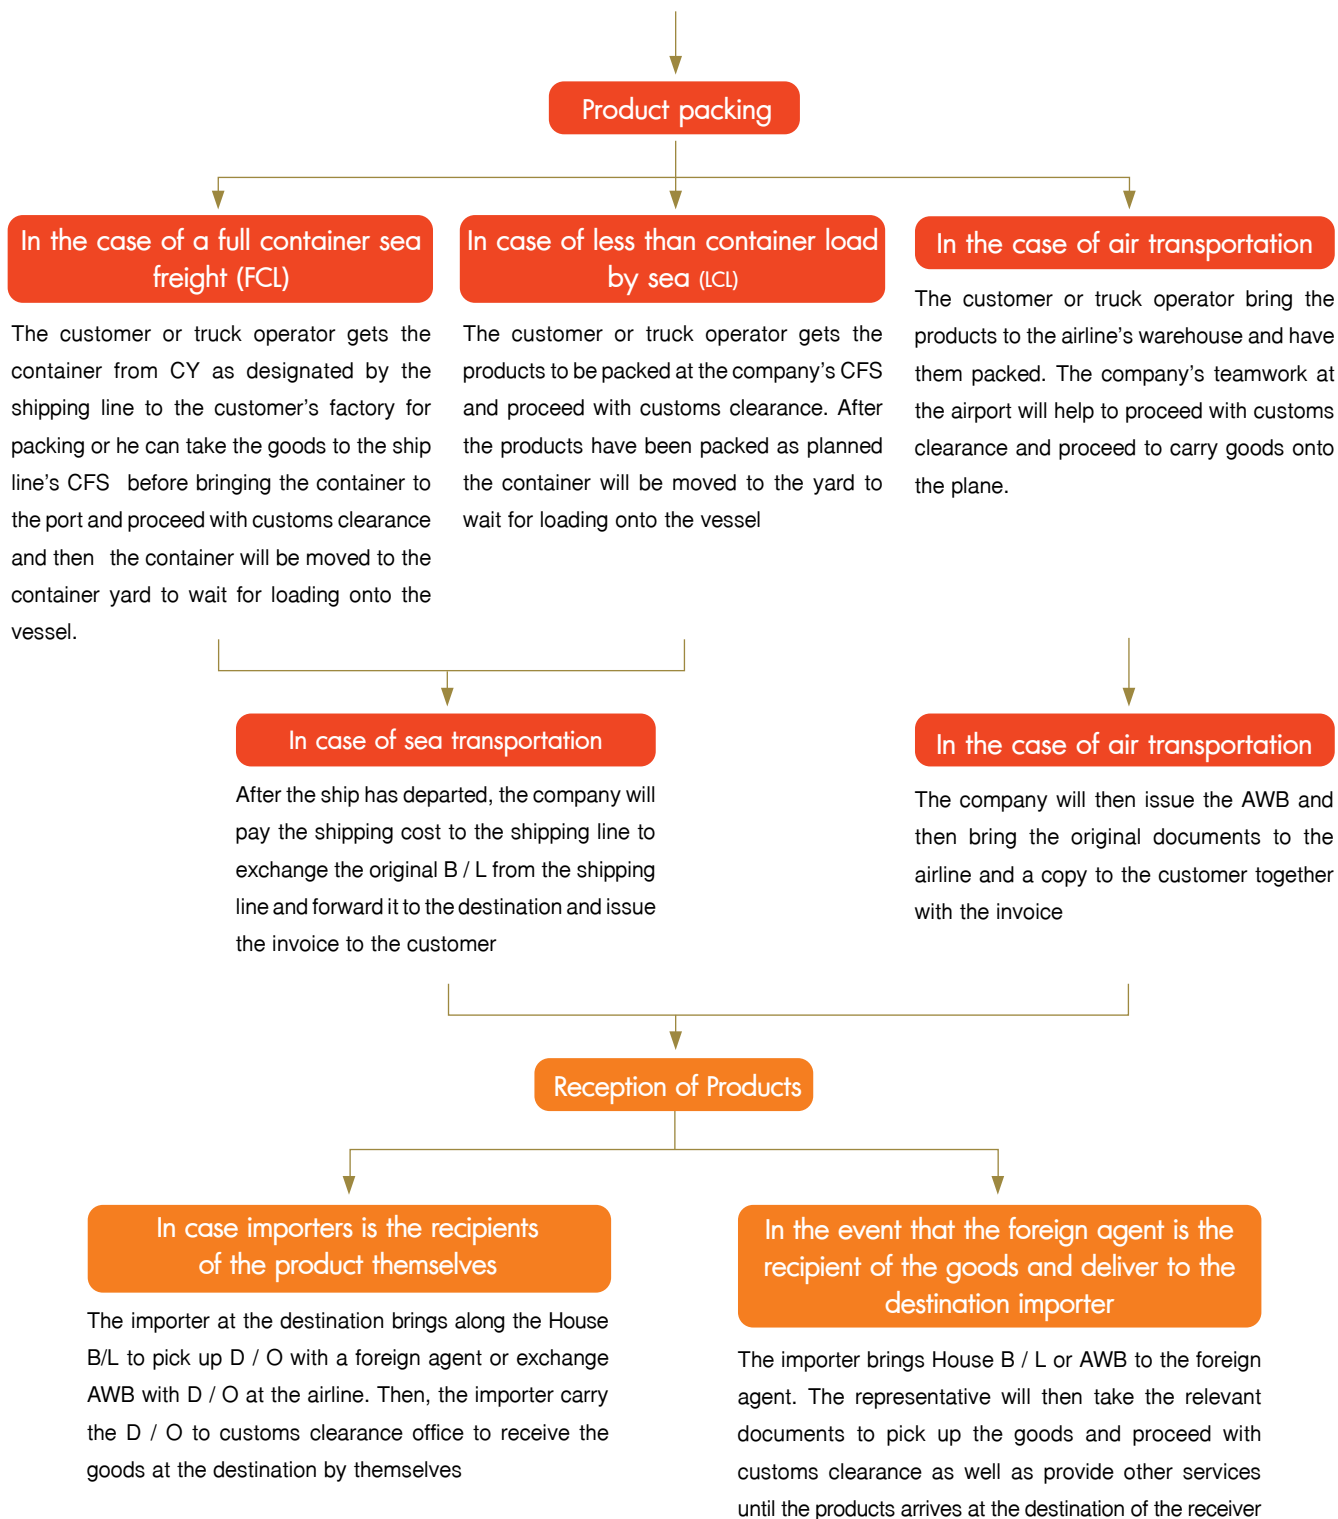 Product packing
In the case of a full container sea
freight (FCL)
The customer or truck operator gets the
container from CY as designated by the
shipping line to the customer's factory for
packing or he can take the goods to the ship
line's CFS before bringing the container to
the port and proceed with customs clearance
and then the container will be moved to the
container yard to wait for loading onto the
vessel.
In case of less than container load
by sea (LCL)
The customer or truck operator gets the
products to be packed at the company's CFS
and proceed with customs clearance. After
the products have been packed as planned
the container will be moved to the yard to
wait for loading onto the vessel
In the case of air transportation
The customer or truck operator bring the
products to the airline's warehouse and have
them packed. The company's teamwork at
the airport will help to proceed with customs
clearance and proceed to carry goods onto
the plane.
In case of sea transportation
After the ship has departed, the company will
pay the shipping cost to the shipping line to
exchange the original B / L from the shipping
line and forward it to the destination and issue
the invoice to the customer
In the case of air transportation
The company will then issue the AWB and
then bring the original documents to the
airline and a copy to the customer together
with the invoice
Reception of Products
In case importers is the recipients
of the product themselves
The importer at the destination brings along the House
B/L to pick up D / O with a foreign agent or exchange
AWB with D / O at the airline. Then, the importer carry
the D / O to customs clearance office to receive the
goods at the destination by themselves
In the event that the foreign agent is the
recipient of the goods and deliver to the
destination importer
The importer brings House B / L or AWB to the foreign
agent. The representative will then take the relevant
documents to pick up the goods and proceed with
customs clearance as well as provide other services
until the products arrives at the destination of the receiver